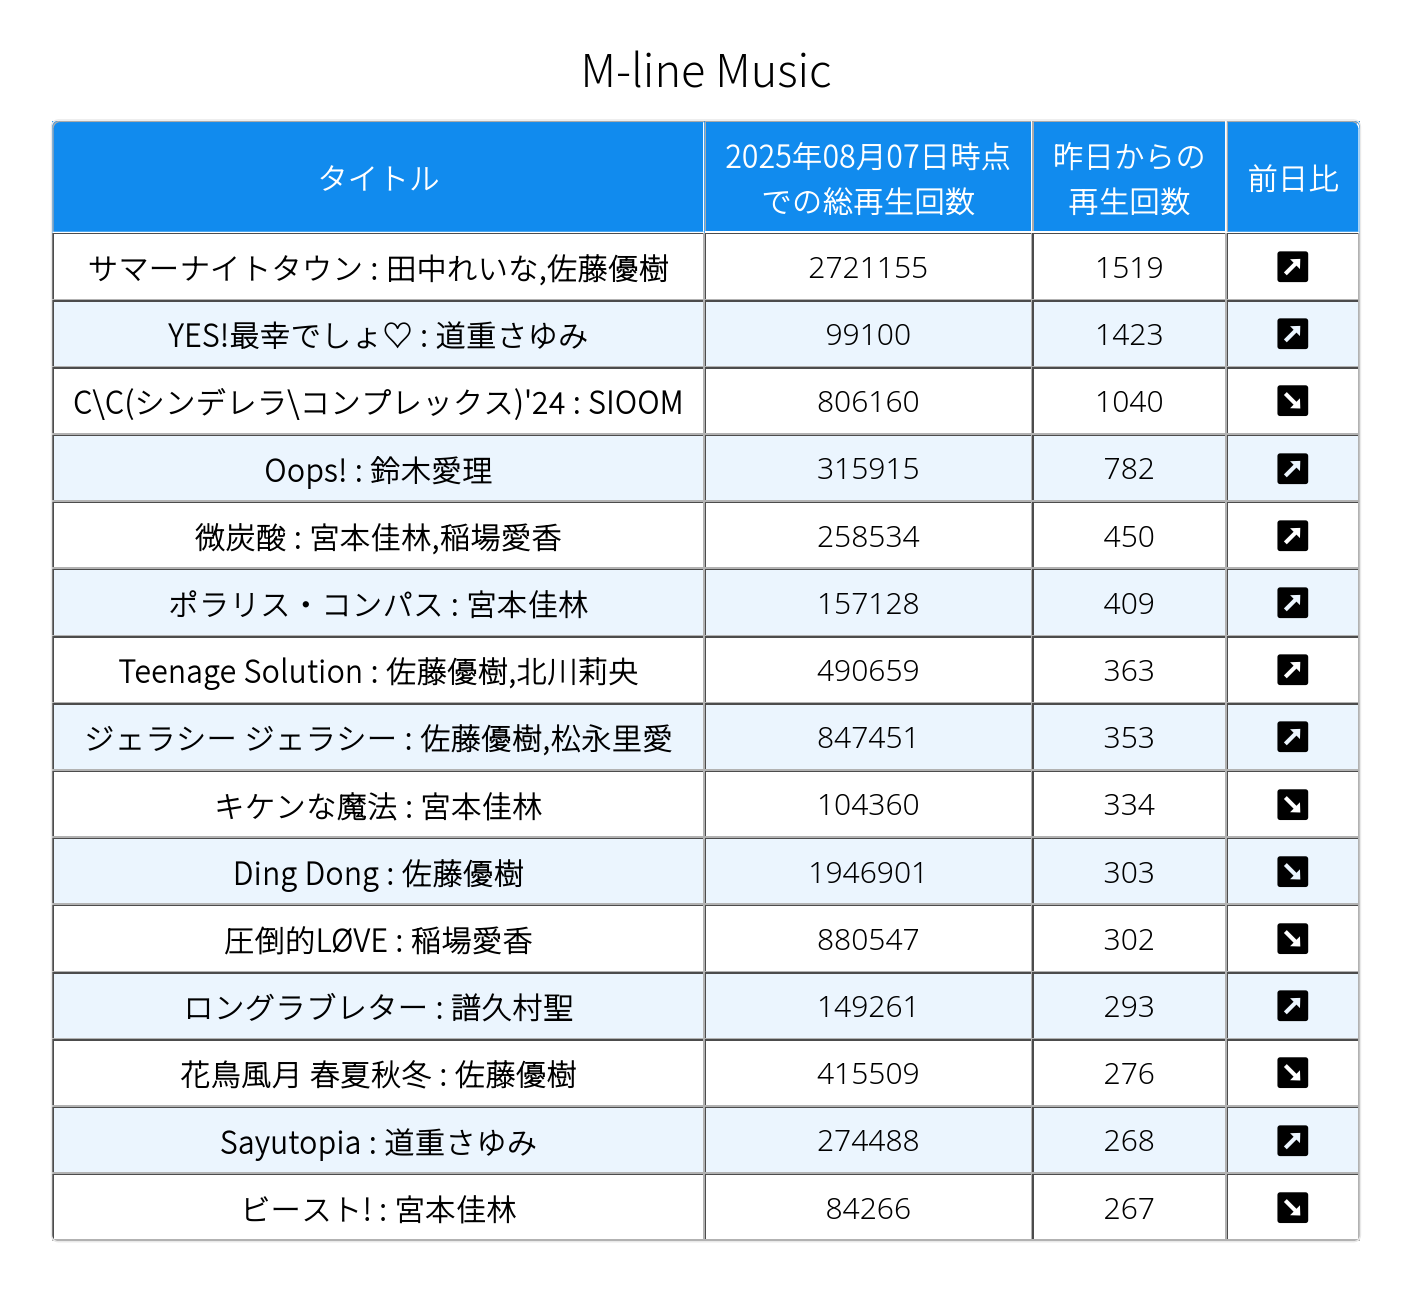 M-line Music
タイトル 2025年08月07日時点での総再生回数 昨日からの再生回数 前日比
サマーナイトタウン : 田中れいな,佐藤優樹 2721155 1519 ↗
YES!最幸でしょ♡ : 道重さゆみ 99100 1423 ↗
C\C(シンデレラ\コンプレックス)'24 : SIOOM 806160 1040 ↘
Oops! : 鈴木愛理 315915 782 ↗
微炭酸 : 宮本佳林,稲場愛香 258534 450 ↗
ポラリス・コンパス : 宮本佳林 157128 409 ↗
Teenage Solution : 佐藤優樹,北川莉央 490659 363 ↗
ジェラシー ジェラシー : 佐藤優樹,松永里愛 847451 353 ↗
キケンな魔法 : 宮本佳林 104360 334 ↘
Ding Dong : 佐藤優樹 1946901 303 ↘
圧倒的LØVE : 稲場愛香 880547 302 ↘
ロングラブレター : 譜久村聖 149261 293 ↗
花鳥風月 春夏秋冬 : 佐藤優樹 415509 276 ↘
Sayutopia : 道重さゆみ 274488 268 ↗
ビースト! : 宮本佳林 84266 267 ↘